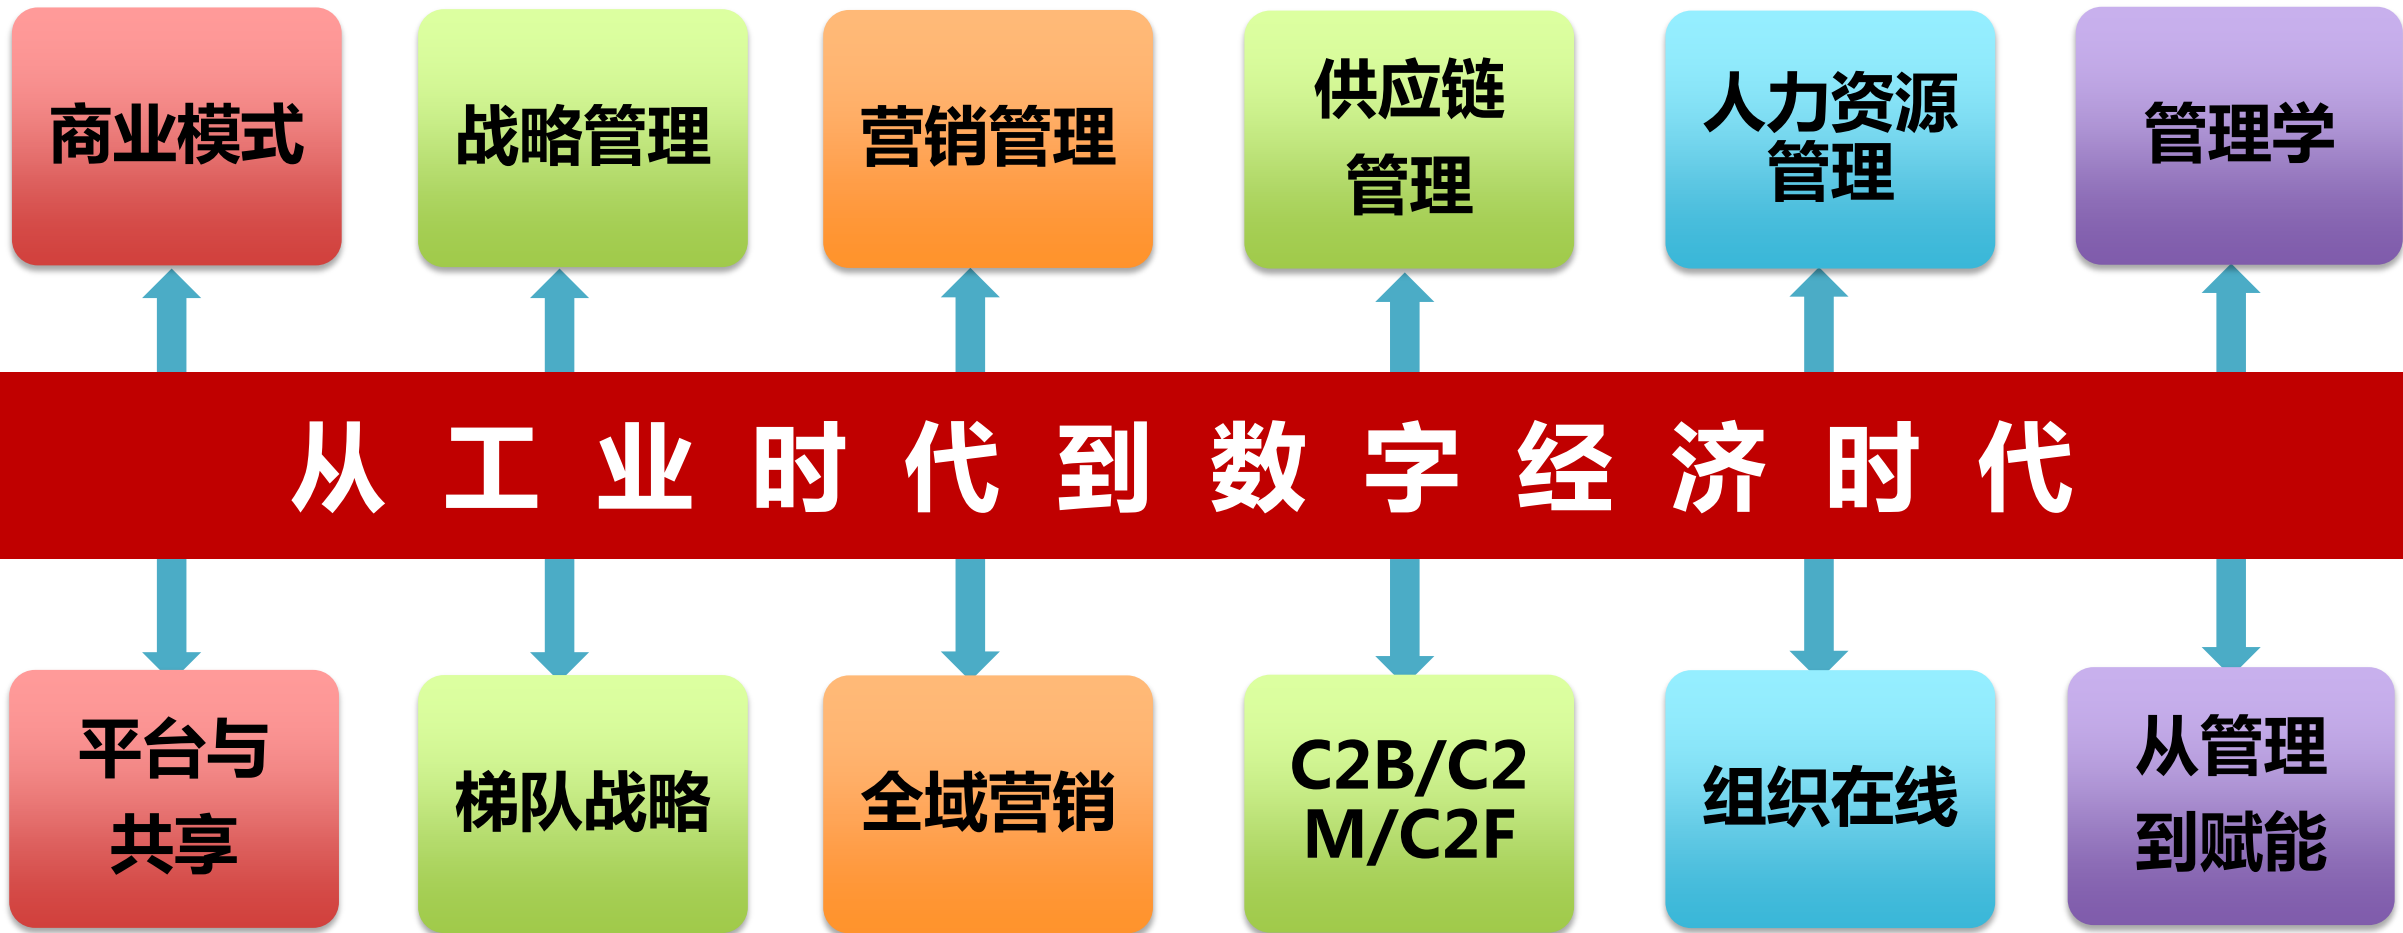 商业模式
战略管理
营销管理
供应链
管理
人力资源
管理
管理学
从工业时代到数字经济时代
平台与
共享
梯队战略
全域营销
C2B/C2
M/C2F
组织在线
从管理
到赋能